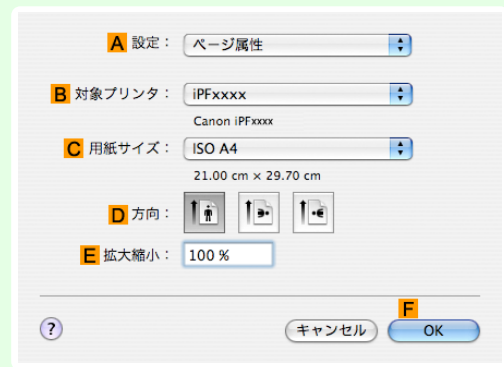 A 設定： ページ属性
B 対象プリンタ： iPFxxxx
Canon iPFxxxx
C 用紙サイズ： ISO A4
21.00 cm × 29.70 cm
D 方向：
E 拡大縮小： 100 %
F
? キャンセル OK